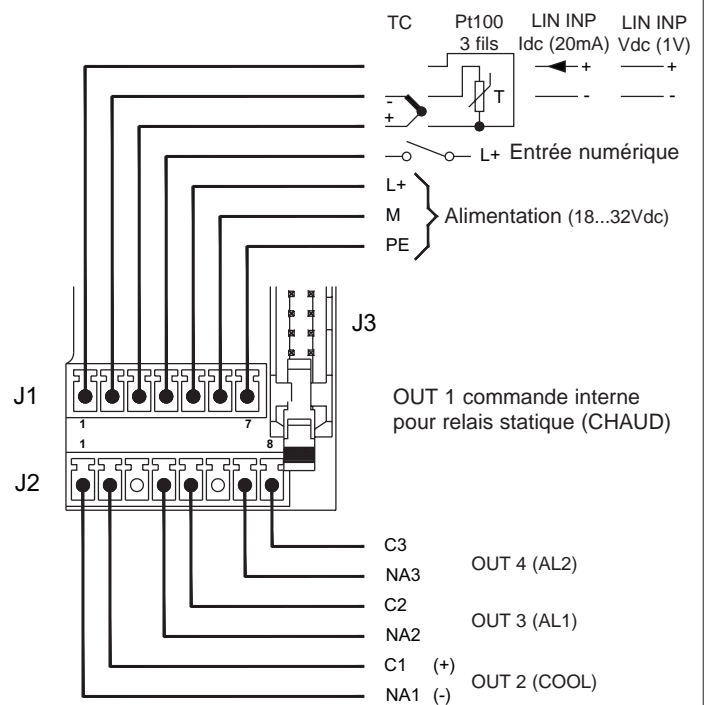 TC Pt100 LIN INP LIN INP
3 fils Idc (20mA) Vdc (1V)
+ +
- T - -
+
L+ Entrée numérique
L+
M Alimentation (18...32Vdc)
PE
J3
J1
1 7
OUT 1 commande interne
pour relais statique (CHAUD)
1 8
J2
C3
OUT 4 (AL2)
NA3
C2
OUT 3 (AL1)
NA2
C1 (+)
OUT 2 (COOL)
NA1 (-)